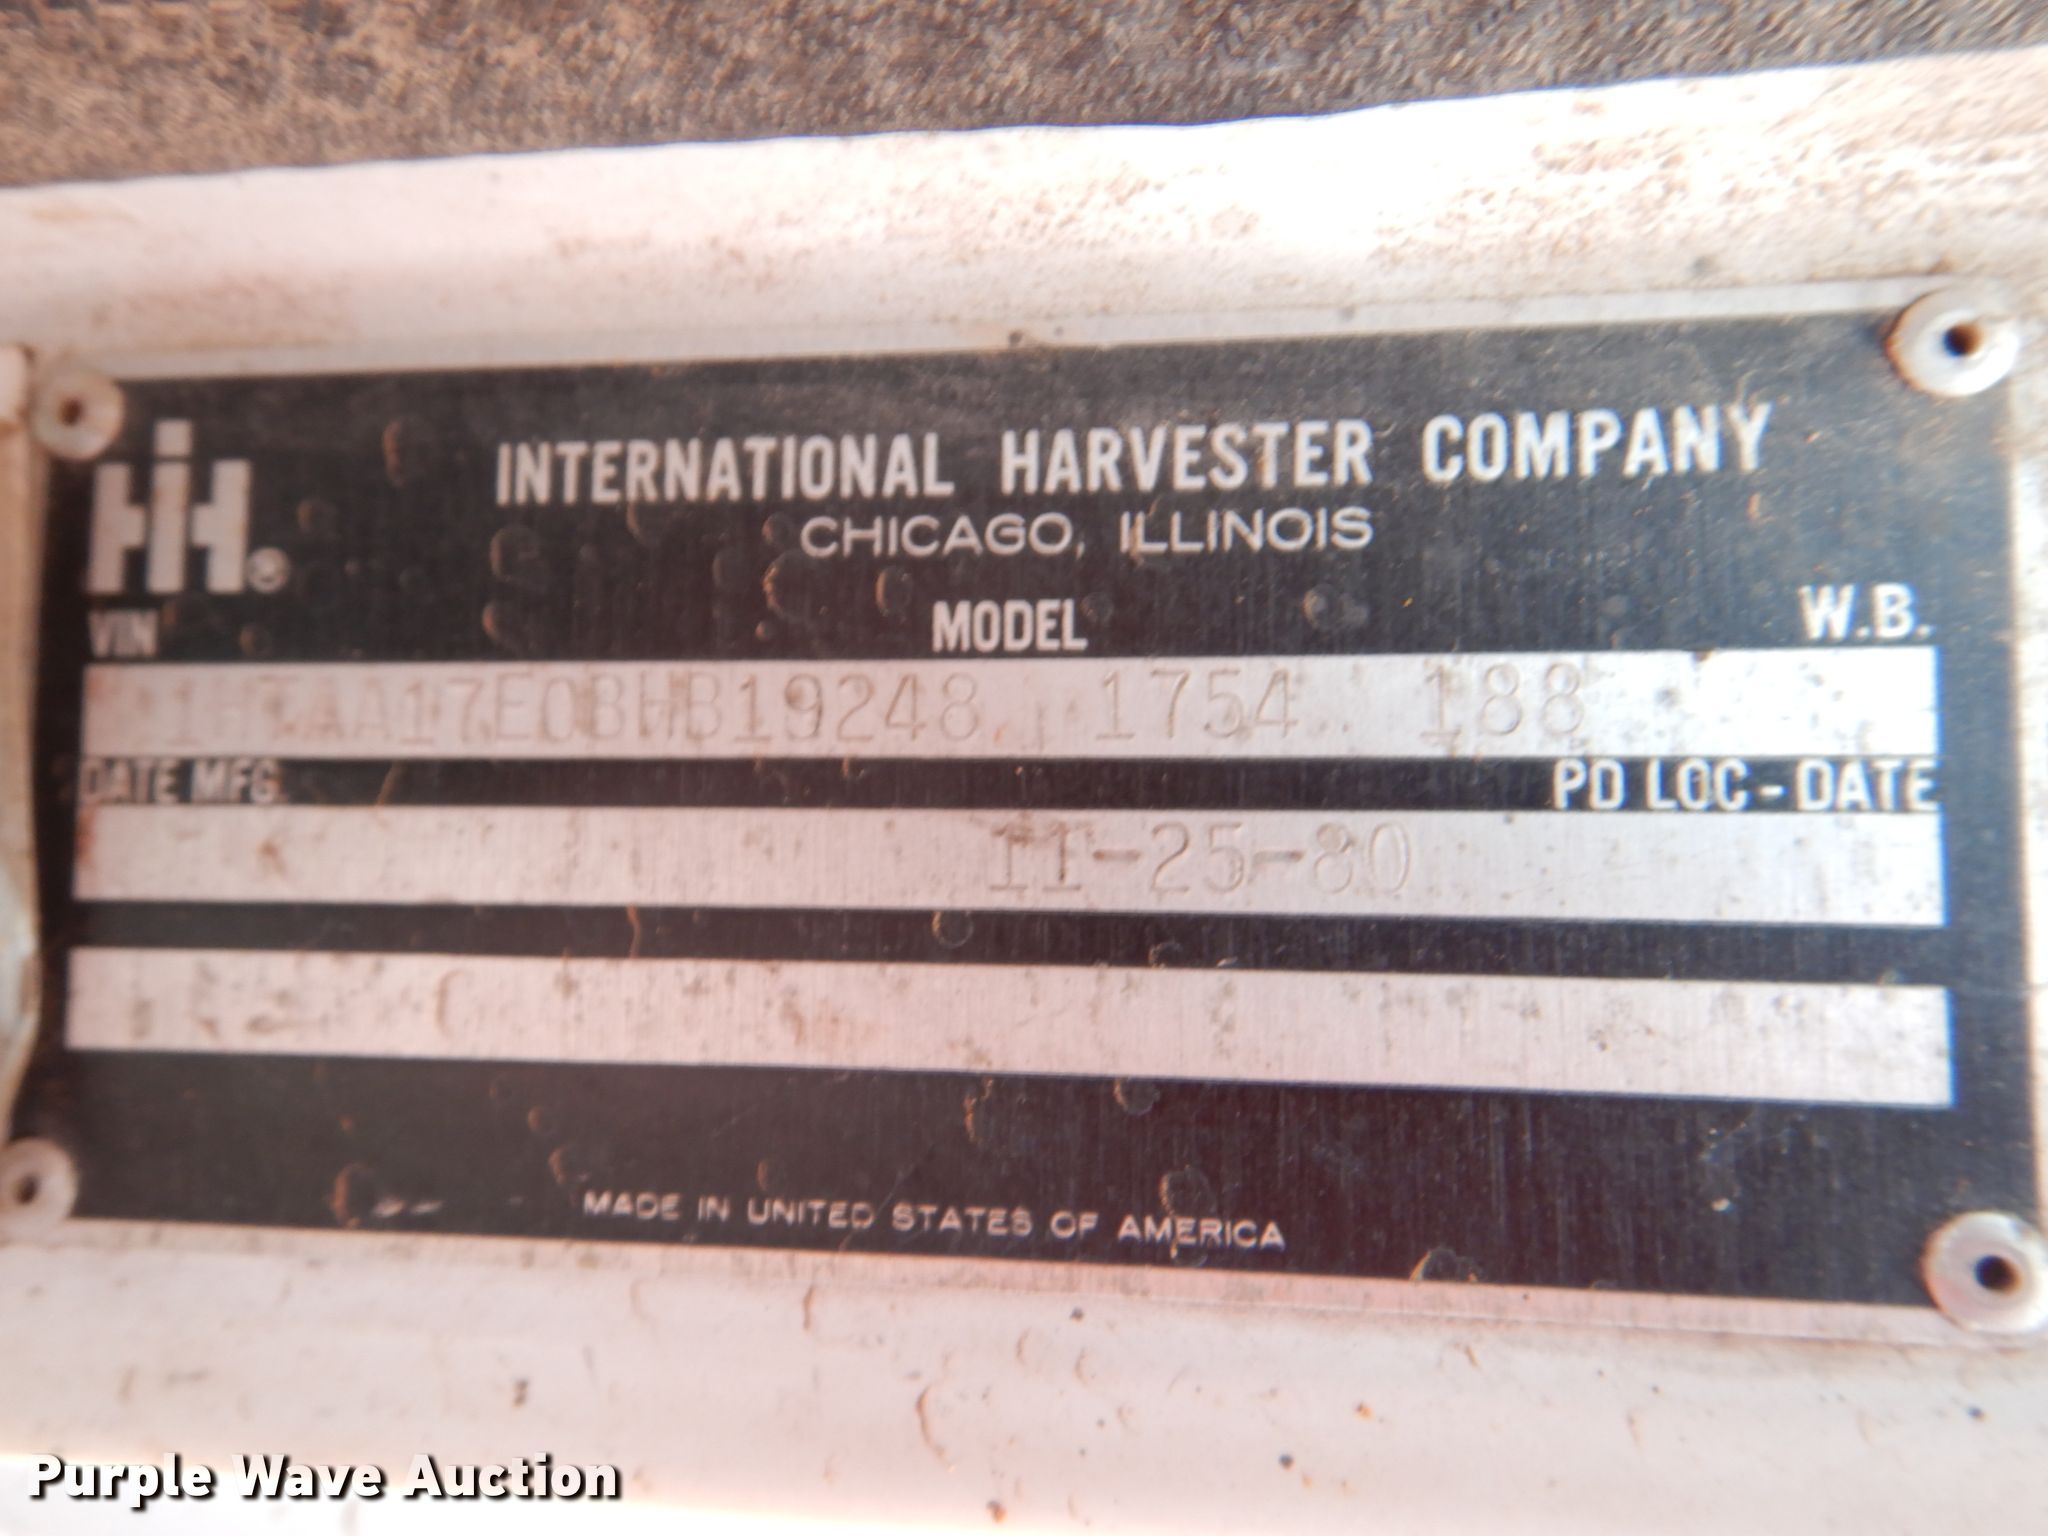 INTERNATIONAL HARVESTER COMPANY
IH®
CHICAGO, ILLINOIS
VIN MODEL W.B.
1HTAA17E0BHB19248 1754 188
DATE MFG. PD LOC-DATE
11-25-80
MADE IN UNITED STATES OF AMERICA
Purple Wave Auction